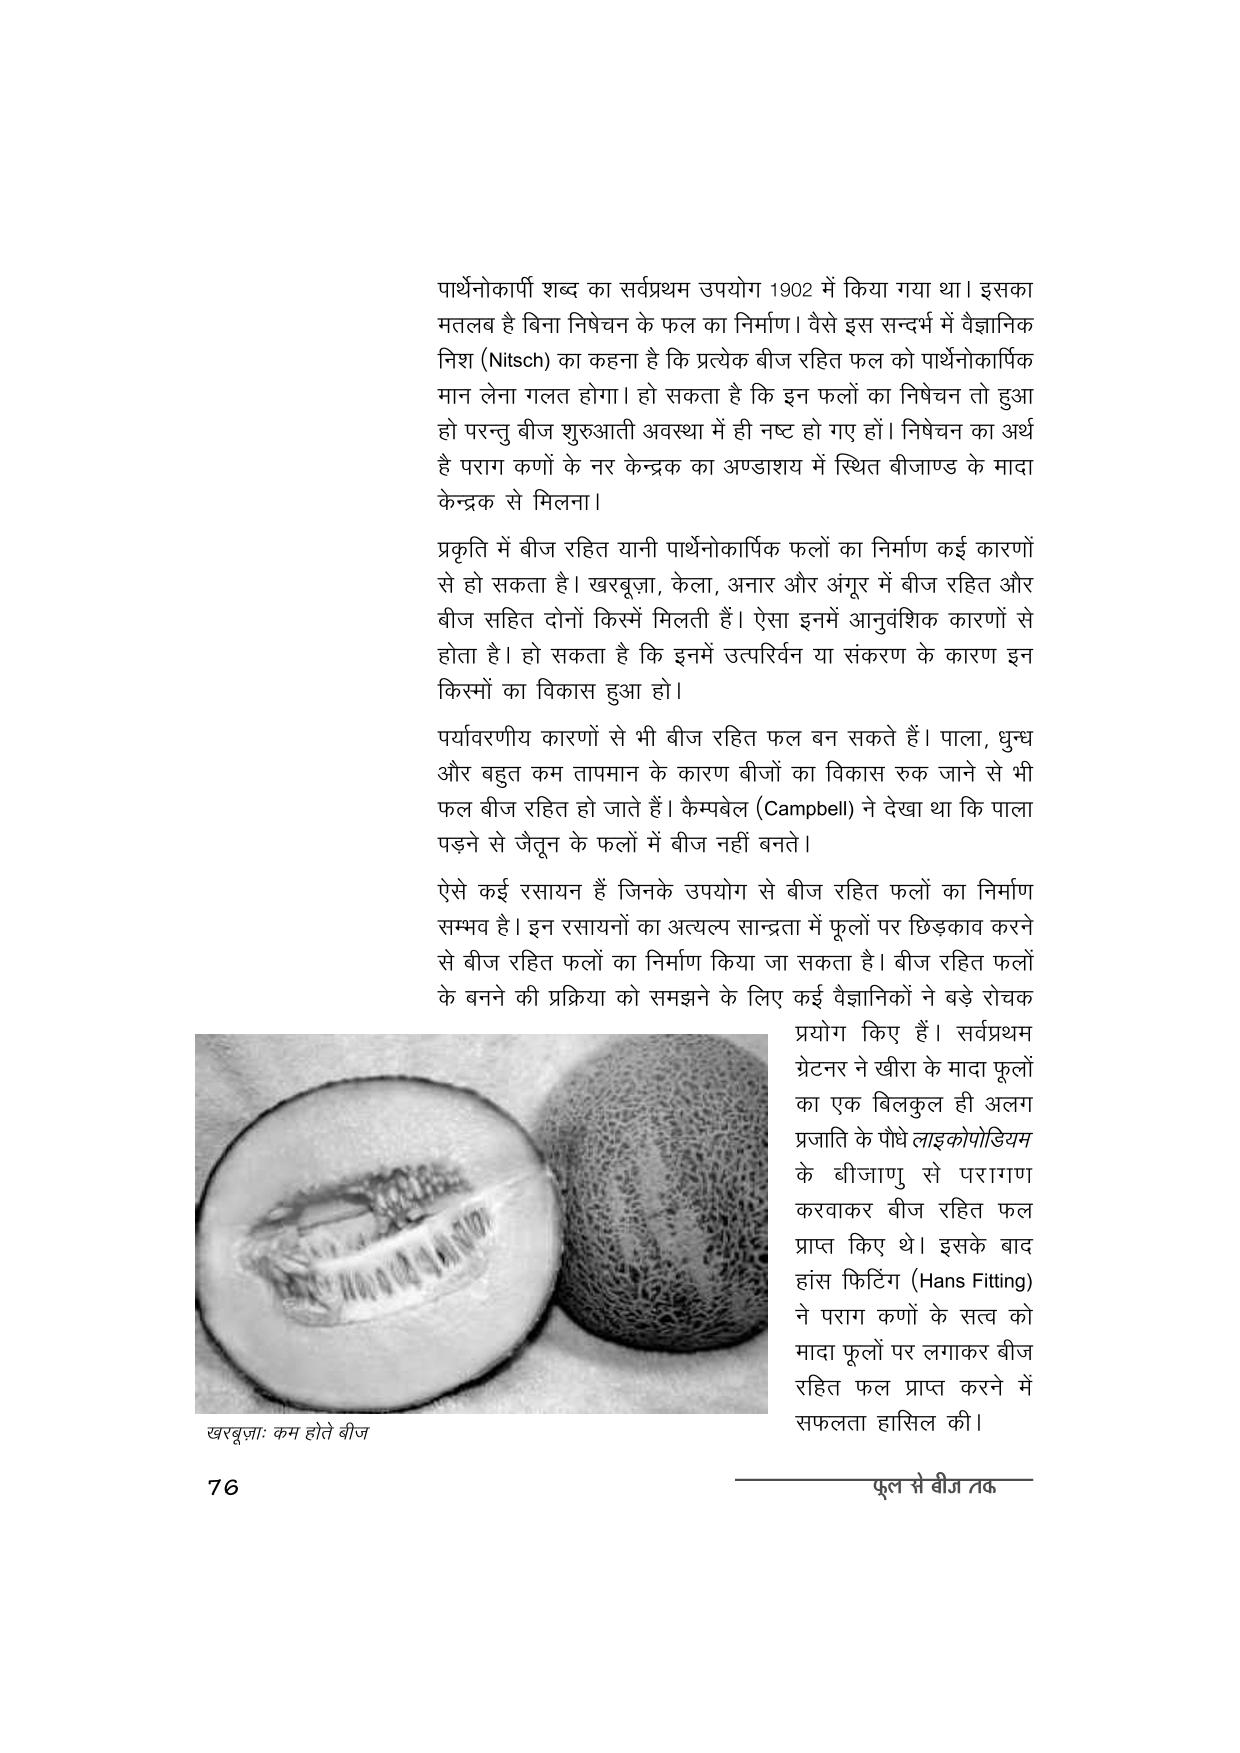 पार्थेनोकार्पी शब्द का सर्वप्रथम उपयोग 1902 में किया गया था। इसका
मतलब है बिना निषेचन के फल का निर्माण। वैसे इस सन्दर्भ में वैज्ञानिक
निश (Nitsch) का कहना है कि प्रत्येक बीज रहित फल को पार्थेनोकार्पिक
मान लेना गलत होगा। हो सकता है कि इन फलों का निषेचन तो हुआ
हो परन्तु बीज शुरुआती अवस्था में ही नष्ट हो गए हों। निषेचन का अर्थ
है पराग कणों के नर केन्द्रक का अण्डाशय में स्थित बीजाण्ड के मादा
केन्द्रक से मिलना।
प्रकृति में बीज रहित यानी पार्थेनोकार्पिक फलों का निर्माण कई कारणों
से हो सकता है। खरबूज़ा, केला, अनार और अंगूर में बीज रहित और
बीज सहित दोनों किस्में मिलती हैं। ऐसा इनमें आनुवंशिक कारणों से
होता है। हो सकता है कि इनमें उत्परिर्वन या संकरण के कारण इन
किस्मों का विकास हुआ हो।
पर्यावरणीय कारणों से भी बीज रहित फल बन सकते हैं। पाला, धुन्ध
और बहुत कम तापमान के कारण बीजों का विकास रुक जाने से भी
फल बीज रहित हो जाते हैं। कैम्पबेल (Campbell) ने देखा था कि पाला
पड़ने से जैतून के फलों में बीज नहीं बनते।
ऐसे कई रसायन हैं जिनके उपयोग से बीज रहित फलों का निर्माण
सम्भव है। इन रसायनों का अत्यल्प सान्द्रता में फूलों पर छिड़काव करने
से बीज रहित फलों का निर्माण किया जा सकता है। बीज रहित फलों
के बनने की प्रक्रिया को समझने के लिए कई वैज्ञानिकों ने बड़े रोचक
प्रयोग किए हैं। सर्वप्रथम
ग्रेटनर ने खीरा के मादा फूलों
का एक बिलकुल ही अलग
प्रजाति के पौधे लाइकोपोडियम
के बीजाणु से परागण
करवाकर बीज रहित फल
प्राप्त किए थे। इसके बाद
हांस फिटिंग (Hans Fitting)
ने पराग कणों के सत्व को
मादा फूलों पर लगाकर बीज
रहित फल प्राप्त करने में
सफलता हासिल की।
खरबूज़ाः कम होते बीज
76
फूल से बीज तक